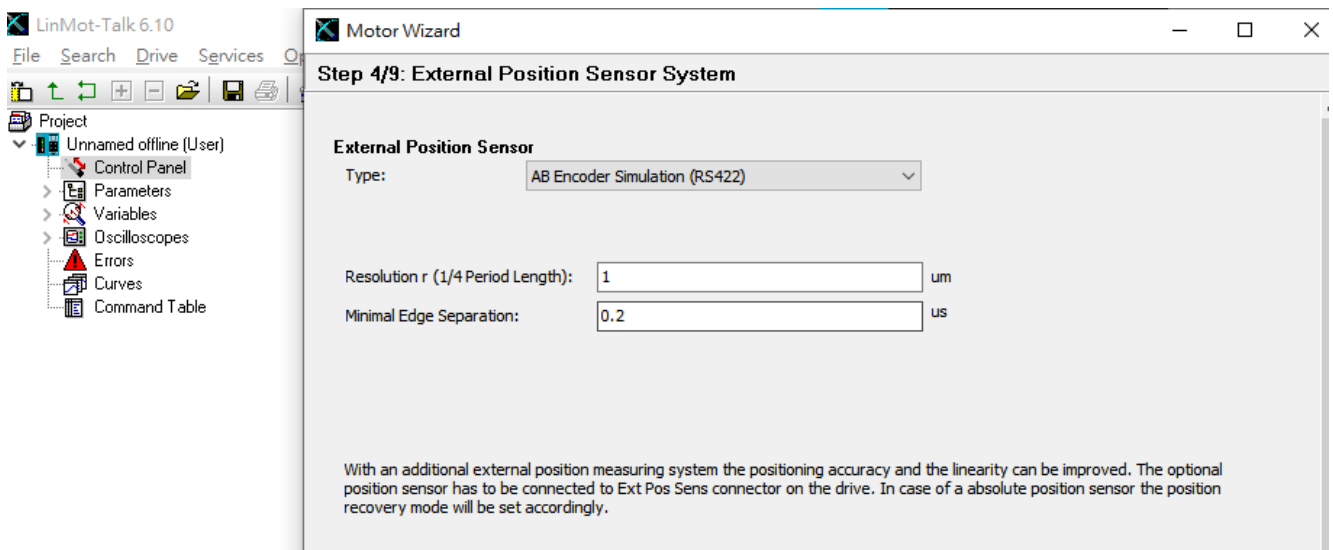 LinMot-Talk 6.10
File Search Drive Services
Project
Unnamed offline (User)
Control Panel
Parameters
Variables
Oscilloscopes
Errors
Curves
Command Table
Motor Wizard
Step 4/9: External Position Sensor System
External Position Sensor
Type: AB Encoder Simulation (RS422)
Resolution r (1/4 Period Length): 1 um
Minimal Edge Separation: 0.2 us
With an additional external position measuring system the positioning accuracy and the linearity can be improved. The optional
position sensor has to be connected to Ext Pos Sens connector on the drive. In case of a absolute position sensor the position
recovery mode will be set accordingly.